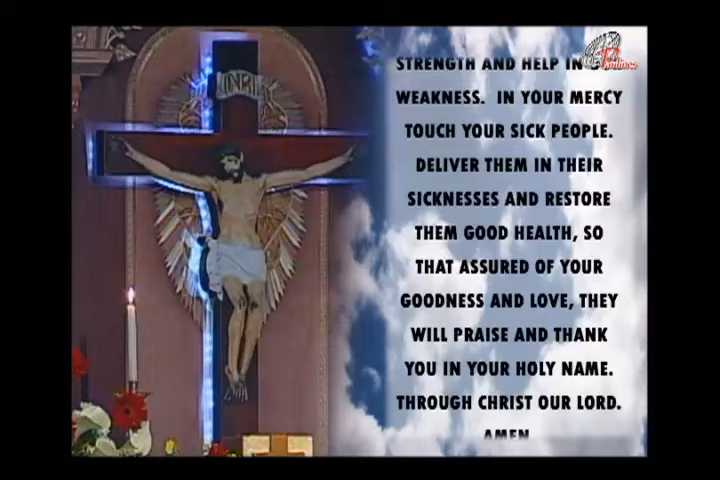 INRI
STRENGTH AND HELP IN
WEAKNESS. IN YOUR MERCY
TOUCH YOUR SICK PEOPLE.
DELIVER THEM IN THEIR
SICKNESSES AND RESTORE
THEM GOOD HEALTH, SO
THAT ASSURED OF YOUR
GOODNESS AND LOVE, THEY
WILL PRAISE AND THANK
YOU IN YOUR HOLY NAME.
THROUGH CHRIST OUR LORD.
AMEN